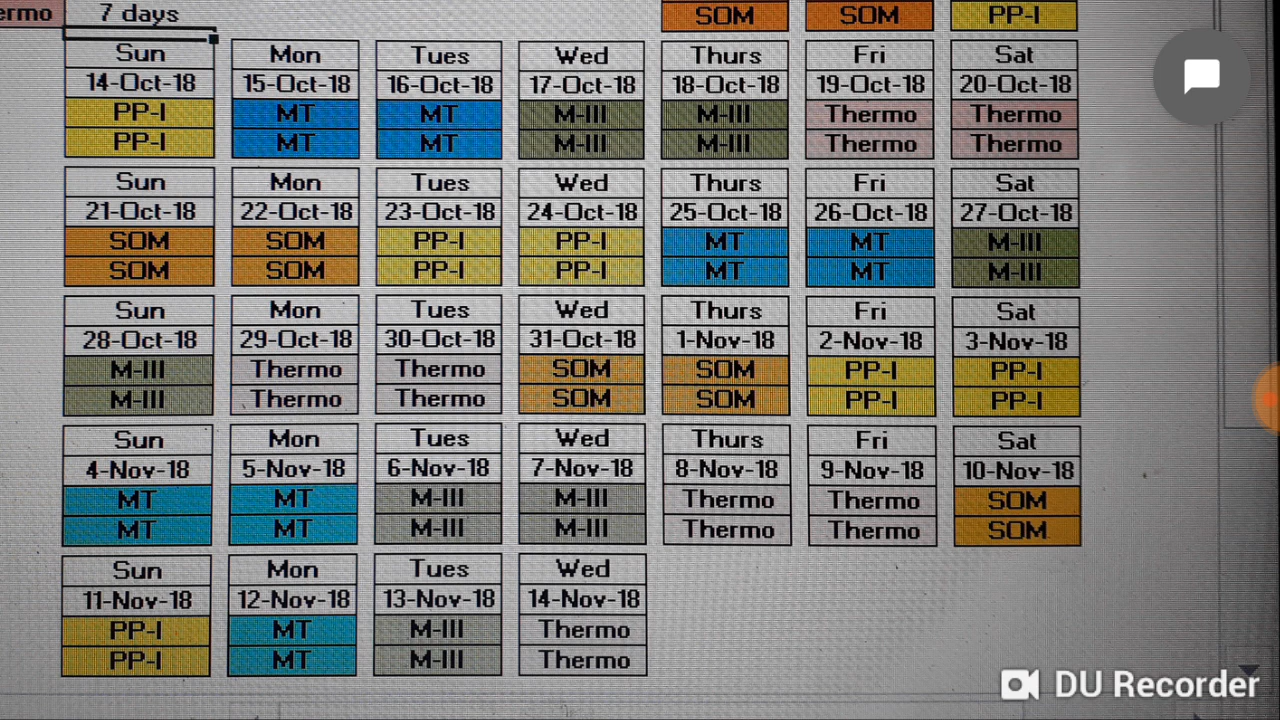 ermo 7 days SOM SOM PP-I
Sun Mon Tues Wed Thurs Fri Sat
14-Oct-18 15-Oct-18 16-Oct-18 17-Oct-18 18-Oct-18 19-Oct-18 20-Oct-18
PP-I MT MT M-III M-III Thermo Thermo
PP-I MT MT M-III M-III Thermo Thermo
Sun Mon Tues Wed Thurs Fri Sat
21-Oct-18 22-Oct-18 23-Oct-18 24-Oct-18 25-Oct-18 26-Oct-18 27-Oct-18
SOM SOM PP-I PP-I MT MT M-III
SOM SOM PP-I PP-I MT MT M-III
Sun Mon Tues Wed Thurs Fri Sat
28-Oct-18 29-Oct-18 30-Oct-18 31-Oct-18 1-Nov-18 2-Nov-18 3-Nov-18
M-III Thermo Thermo SOM SOM PP-I PP-I
M-III Thermo Thermo SOM SOM PP-I PP-I
Sun Mon Tues Wed Thurs Fri Sat
4-Nov-18 5-Nov-18 6-Nov-18 7-Nov-18 8-Nov-18 9-Nov-18 10-Nov-18
MT MT M-III M-III Thermo Thermo SOM
MT MT M-III M-III Thermo Thermo SOM
Sun Mon Tues Wed
11-Nov-18 12-Nov-18 13-Nov-18 14-Nov-18
PP-I MT M-III Thermo
PP-I MT M-III Thermo
DU Recorder